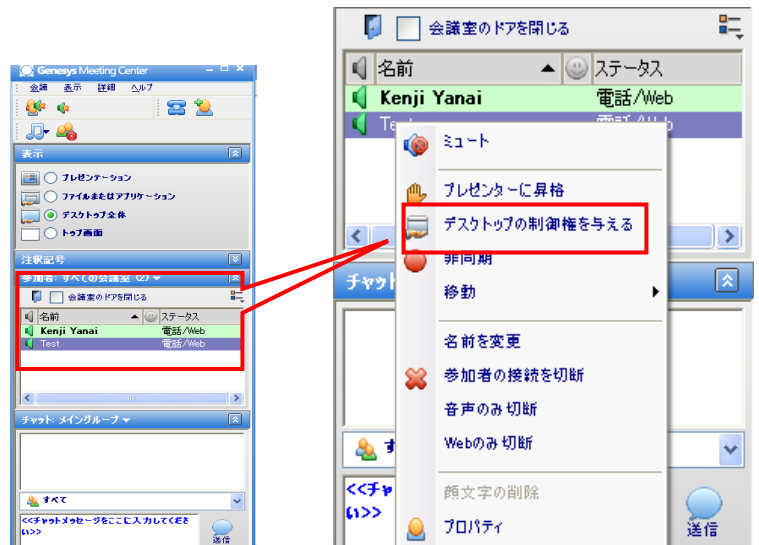 Genesys Meeting Center
会議 表示 詳細 ヘルプ
表示
プレゼンテーション
ファイルまたはアプリケーション
デスクトップ全体
トップ画面
注釈記号
参加者: すべての会議室 (2)
会議室のドアを閉じる
名前 ステータス
Kenji Yanai 電話/Web
Test 電話/Web
チャット: メイングループ
すべて
<<チャットメッセージをここに入力してくださ
い>>
送信
会議室のドアを閉じる
名前 ステータス
Kenji Yanai 電話/Web
ミュート
プレゼンターに昇格
デスクトップの制御権を与える
非同期
移動
名前を変更
参加者の接続を切断
音声のみ切断
Webのみ切断
顔文字の削除
プロパティ
チャット
す
<<チャ
い>>
送信